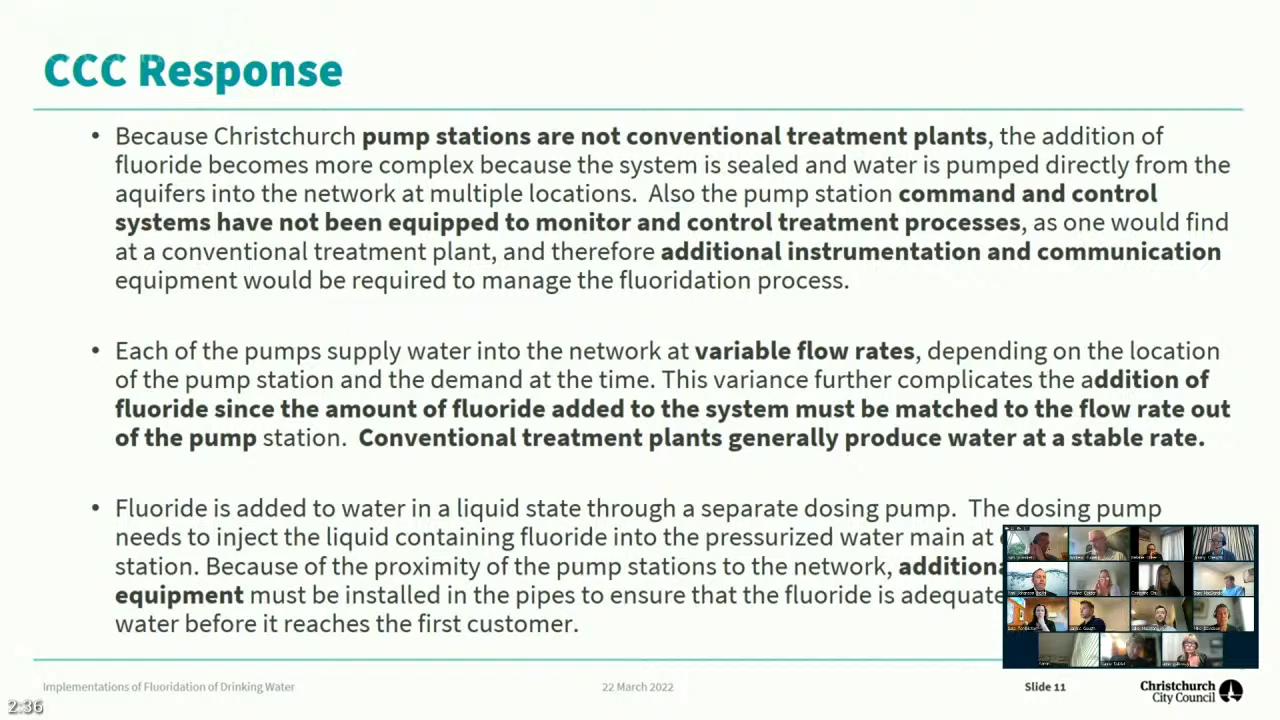 CCC Response
• Because Christchurch pump stations are not conventional treatment plants, the addition of
fluoride becomes more complex because the system is sealed and water is pumped directly from the
aquifers into the network at multiple locations.  Also the pump station command and control
systems have not been equipped to monitor and control treatment processes, as one would find
at a conventional treatment plant, and therefore additional instrumentation and communication
equipment would be required to manage the fluoridation process.
• Each of the pumps supply water into the network at variable flow rates, depending on the location
of the pump station and the demand at the time. This variance further complicates the addition of
fluoride since the amount of fluoride added to the system must be matched to the flow rate out
of the pump station.  Conventional treatment plants generally produce water at a stable rate.
• Fluoride is added to water in a liquid state through a separate dosing pump.  The dosing pump
needs to inject the liquid containing fluoride into the pressurized water main at
station. Because of the proximity of the pump stations to the network,
equipment must be installed in the pipes to ensure that the fluoride is
water before it reaches the first customer.
Implementations of Fluoridation of Drinking Water
22 March 2022
Slide 11
Christchurch
City Council
2:36